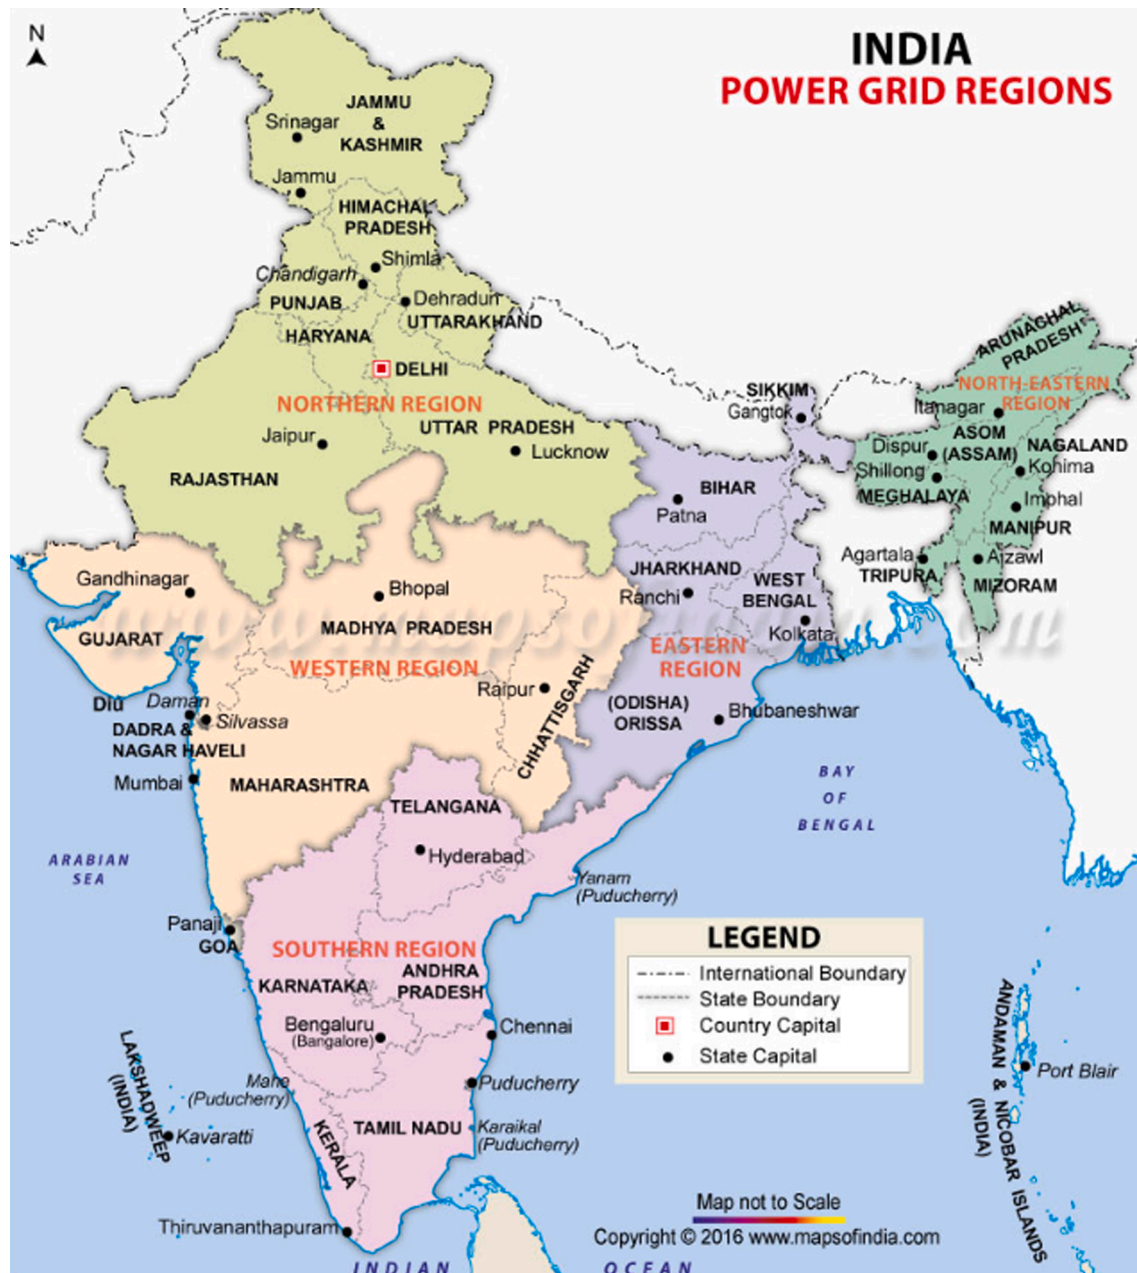 N
INDIA
POWER GRID REGIONS
JAMMU
&
KASHMIR
Srinagar
Jammu
HIMACHAL
PRADESH
Shimla
Chandigarh
PUNJAB
Dehradun
UTTARAKHAND
HARYANA
DELHI
NORTHERN REGION
UTTAR PRADESH
Jaipur
Lucknow
RAJASTHAN
SIKKIM
Gangtok
ARUNACHAL
PRADESH
NORTH-EASTERN
REGION
Itanagar
ASOM
(ASSAM)
Dispur
NAGALAND
Shillong
Kohima
MEGHALAYA
Imphal
MANIPUR
Agartala
Aizawl
TRIPURA
MIZORAM
BIHAR
Patna
JHARKHAND
Ranchi
WEST
BENGAL
Kolkata
EASTERN
REGION
(ODISHA)
ORISSA
Bhubaneshwar
Gandhinagar
GUJARAT
Bhopal
MADHYA PRADESH
www.mapsofindia.com
WESTERN REGION
Raipur
CHHATTISGARH
Diu
Daman
Silvassa
DADRA &
NAGAR HAVELI
Mumbai
MAHARASHTRA
TELANGANA
Hyderabad
BAY
OF
BENGAL
ARABIAN
SEA
Yanam
(Puducherry)
Panaji
GOA
SOUTHERN REGION
KARNATAKA
ANDHRA
PRADESH
Bengaluru
(Bangalore)
Chennai
Mahe
(Puducherry)
Puducherry
LAKSHADWEEP
(INDIA)
Kavaratti
KERALA
TAMIL NADU
Karaikal
(Puducherry)
Thiruvananthapuram
LEGEND
International Boundary
State Boundary
Country Capital
State Capital
ANDAMAN & NICOBAR ISLANDS
(INDIA)
Port Blair
Map not to Scale
Copyright © 2016 www.mapsofindia.com
INDIAN OCEAN